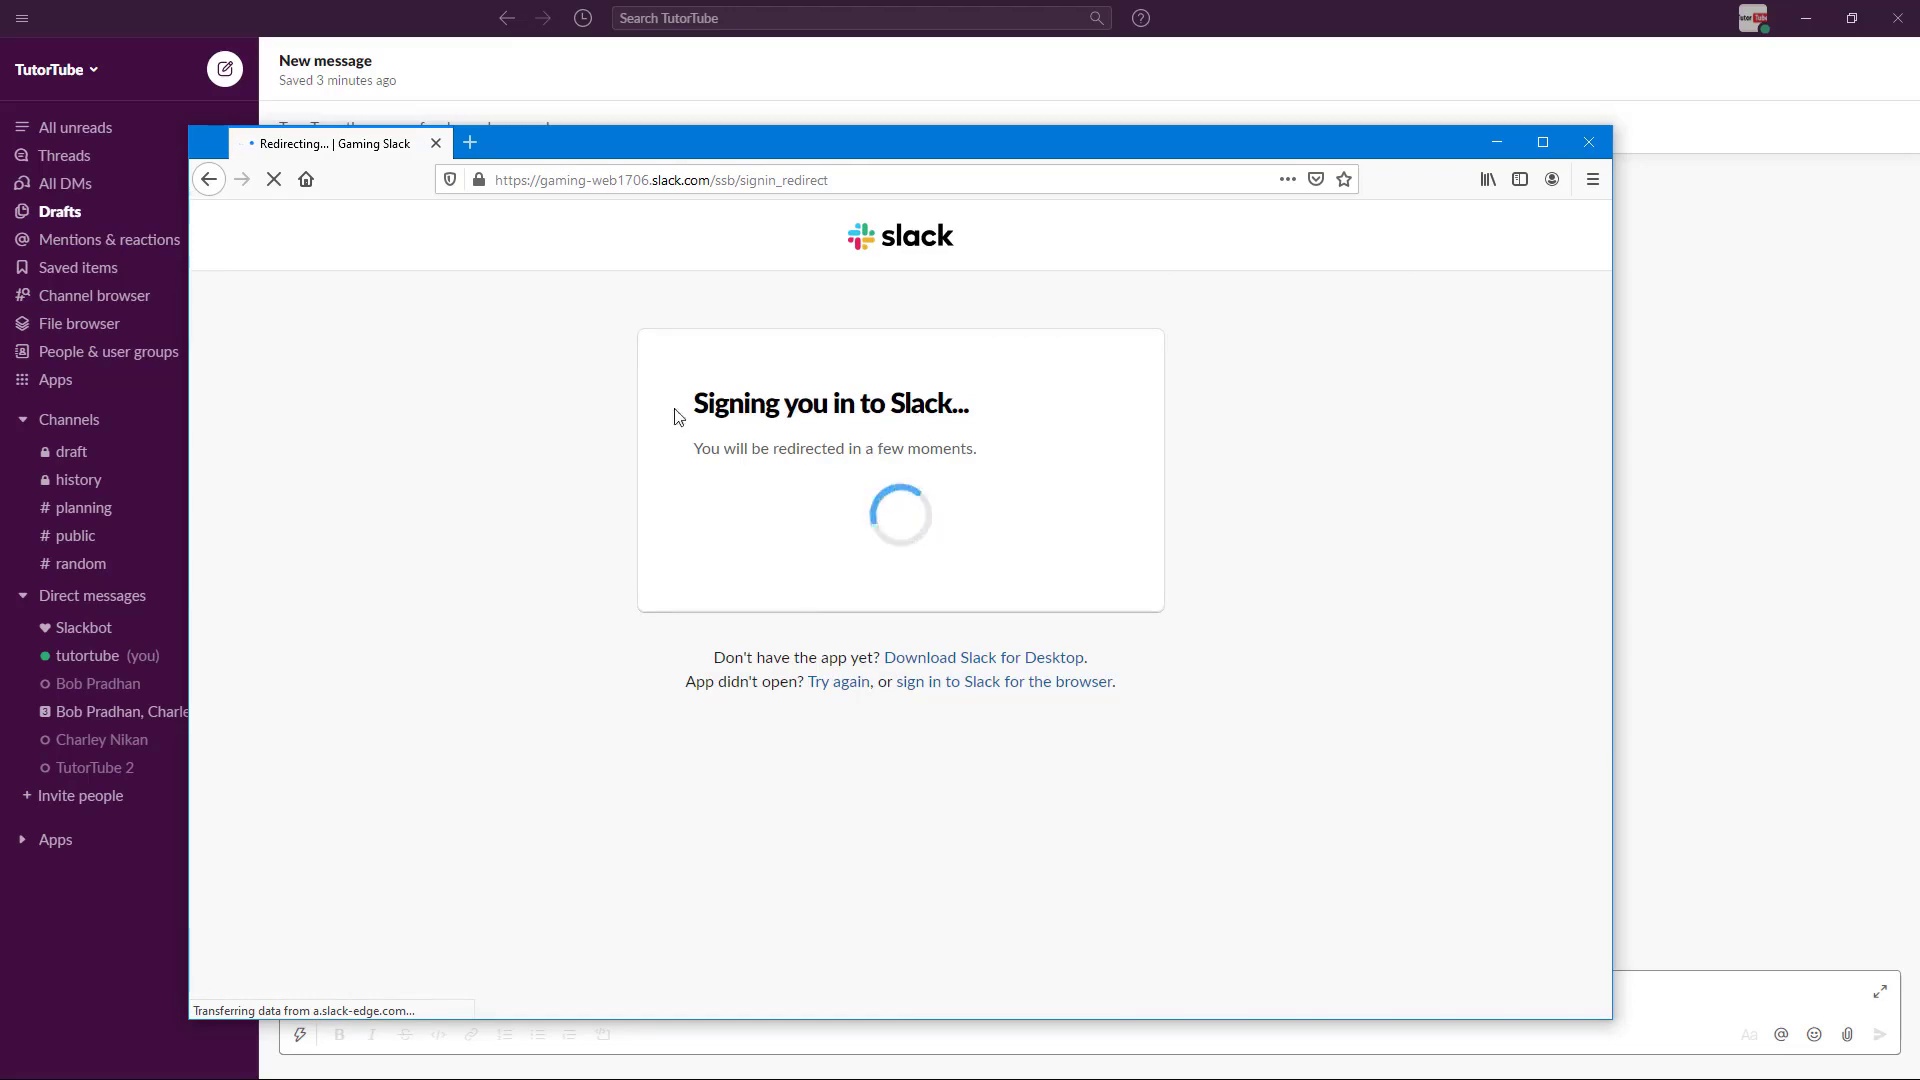 Search TutorTube
TutorTube
New message
Saved 3 minutes ago
All unreads
Threads
All DMs
Drafts
Mentions & reactions
Saved items
Channel browser
File browser
People & user groups
Apps
Channels
draft
history
# planning
# public
# random
Direct messages
Slackbot
tutortube (you)
Bob Pradhan
3 Bob Pradhan, Charle
Charley Nikan
TutorTube 2
+ Invite people
Apps
Redirecting... | Gaming Slack
https://gaming-web1706.slack.com/ssb/signin_redirect
slack
Signing you in to Slack...
You will be redirected in a few moments.
Don't have the app yet? Download Slack for Desktop.
App didn't open? Try again, or sign in to Slack for the browser.
Transferring data from a.slack-edge.com...
B I S
Aa @